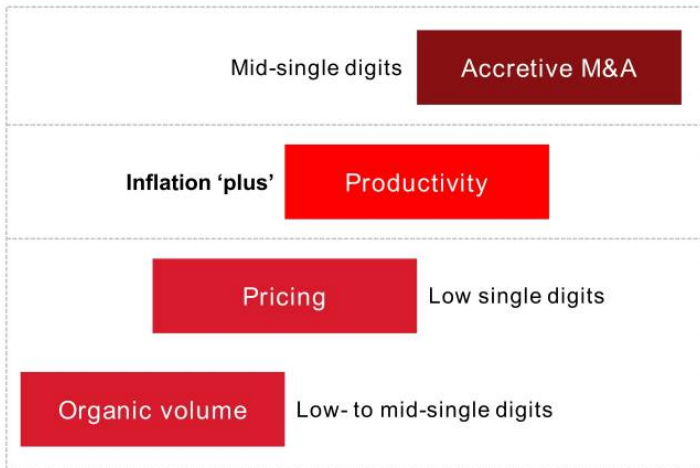 Mid-single digits Accretive M&A
Inflation ‘plus’ Productivity
Pricing Low single digits
Organic volume Low- to mid-single digits